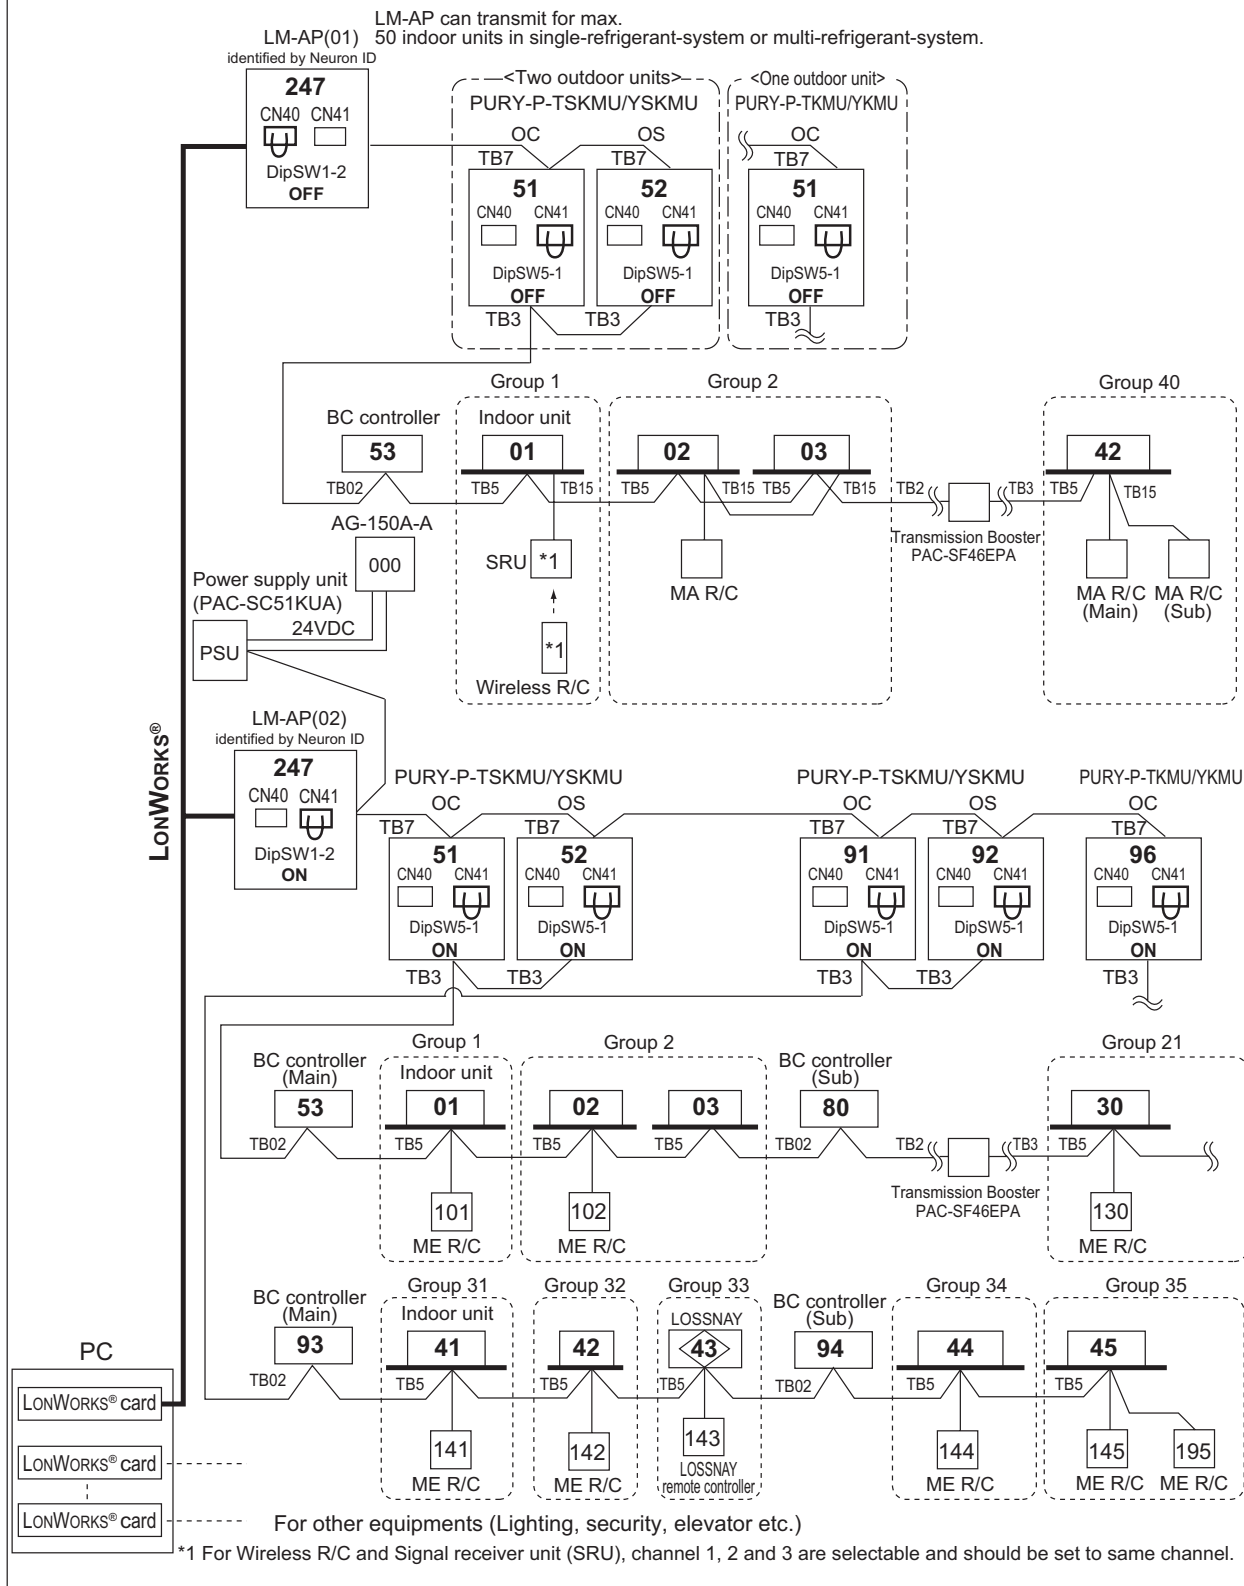 LM-AP can transmit for max.
50 indoor units in single-refrigerant-system or multi-refrigerant-system.
LM-AP(01)
identified by Neuron ID
247
CN40 CN41
DipSW1-2
OFF
<Two outdoor units>
PURY-P-TSKMU/YSKMU
OC OS
TB7 TB7
51 52
CN40 CN41 CN40 CN41
DipSW5-1 DipSW5-1
OFF OFF
TB3 TB3
<One outdoor unit>
PURY-P-TKMU/YKMU
OC
TB7
51
CN40 CN41
DipSW5-1
OFF
TB3
Group 1 Group 2 Group 40
BC controller Indoor unit
53 01 02 03 42
TB02 TB5 TB15 TB5 TB15 TB5 TB15 TB2 TB3 TB5 TB15
Transmission Booster
PAC-SF46EPA
AG-150A-A
000
SRU *1
MA R/C
MA R/C
(Main)
MA R/C
(Sub)
Power supply unit
(PAC-SC51KUA)
24VDC
PSU
*1
Wireless R/C
LONWORKS®
LM-AP(02)
identified by Neuron ID
247
CN40 CN41
DipSW1-2
ON
PURY-P-TSKMU/YSKMU PURY-P-TSKMU/YSKMU PURY-P-TKMU/YKMU
OC OS OC OS OC
TB7 TB7 TB7 TB7 TB7
51 52 91 92 96
CN40 CN41 CN40 CN41 CN40 CN41 CN40 CN41 CN40 CN41
DipSW5-1 DipSW5-1 DipSW5-1 DipSW5-1 DipSW5-1
ON ON ON ON ON
TB3 TB3 TB3 TB3 TB3
Group 1 Group 2 Group 21
BC controller
(Main)
Indoor unit
BC controller
(Sub)
53 01 02 03 80 30
TB02 TB5 TB5 TB5 TB02 TB2 TB3 TB5
Transmission Booster
PAC-SF46EPA
101 102 130
ME R/C ME R/C ME R/C
Group 31 Group 32 Group 33 Group 34 Group 35
BC controller
(Main)
Indoor unit
LOSSNAY
BC controller
(Sub)
93 41 42 43 94 44 45
TB02 TB5 TB5 TB5 TB02 TB5 TB5
141 142 143 144 145 195
ME R/C ME R/C
LOSSNAY
remote controller
ME R/C ME R/C ME R/C
PC
LONWORKS® card
LONWORKS® card
LONWORKS® card
For other equipments (Lighting, security, elevator etc.)
*1 For Wireless R/C and Signal receiver unit (SRU), channel 1, 2 and 3 are selectable and should be set to same channel.